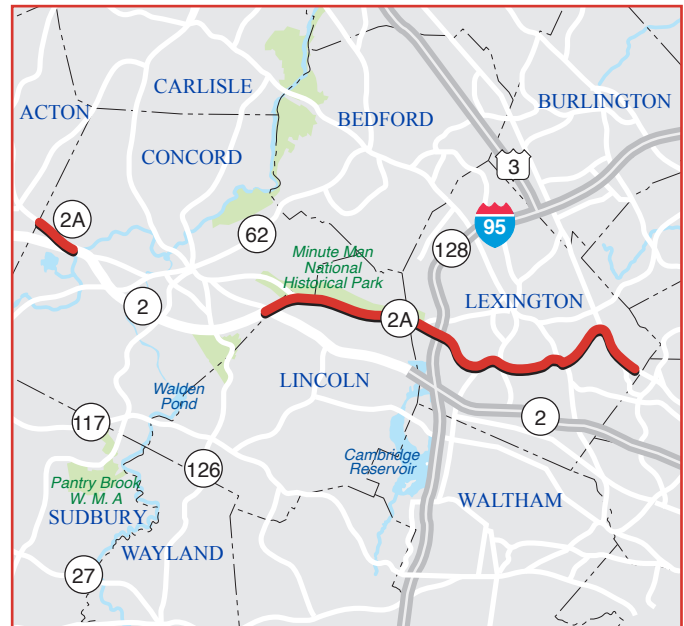 CARLISLE
ACTON
BURLINGTON
BEDFORD
CONCORD
3
2A
95
62
128
Minute Man
National
Historical Park
2
LEXINGTON
2A
LINCOLN
Walden
Pond
2
117
Cambridge
Reservoir
126
Pantry Brook
W. M. A
WALTHAM
SUDBURY
WAYLAND
27